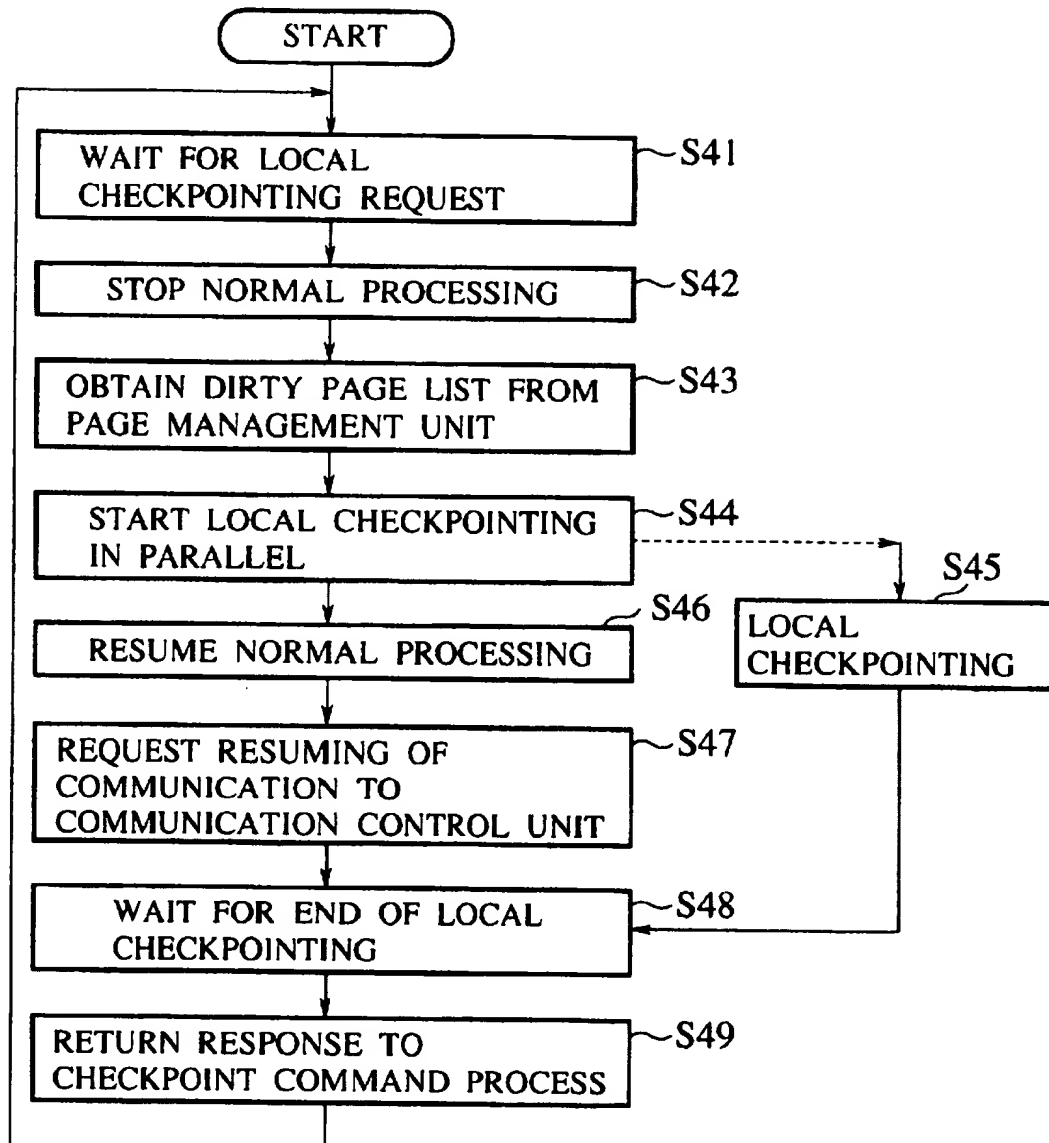 START
WAIT FOR LOCAL
CHECKPOINTING REQUEST
S41
STOP NORMAL PROCESSING
S42
OBTAIN DIRTY PAGE LIST FROM
PAGE MANAGEMENT UNIT
S43
START LOCAL CHECKPOINTING
IN PARALLEL
S44
S45
LOCAL
CHECKPOINTING
S46
RESUME NORMAL PROCESSING
REQUEST RESUMING OF
COMMUNICATION TO
COMMUNICATION CONTROL UNIT
S47
WAIT FOR END OF LOCAL
CHECKPOINTING
S48
RETURN RESPONSE TO
CHECKPOINT COMMAND PROCESS
S49